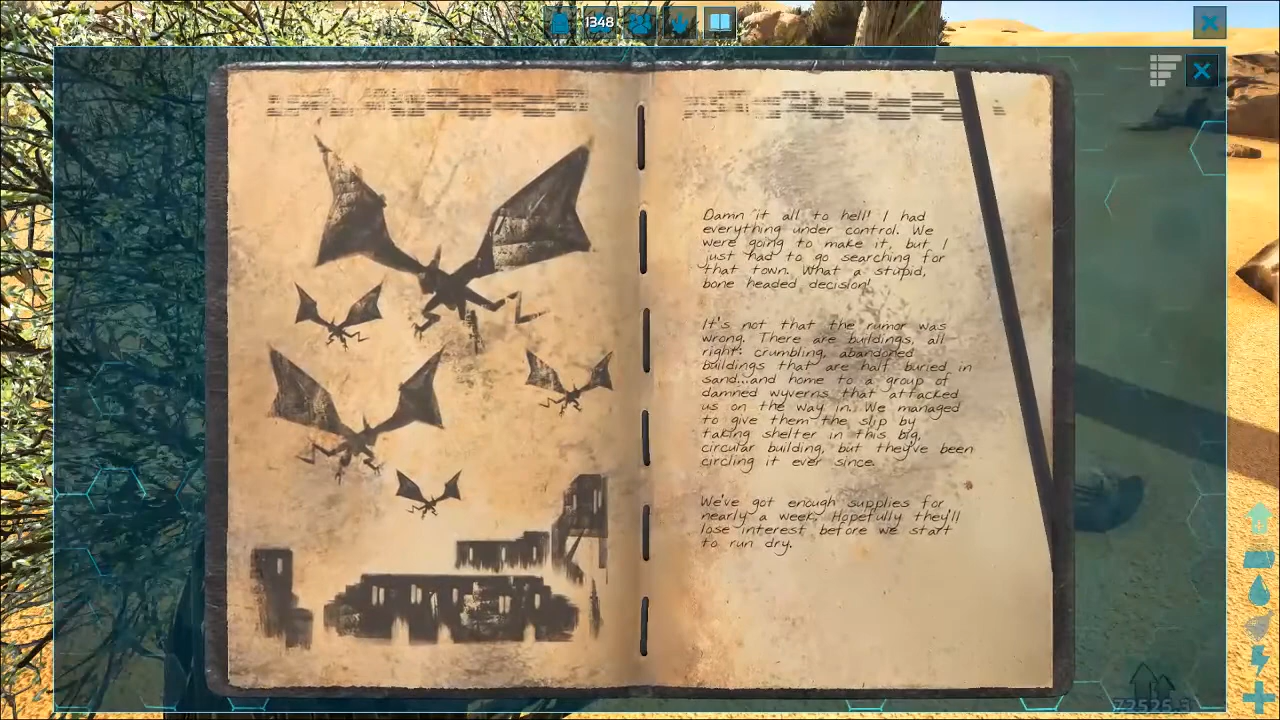 1348
Damn it all to hell! I had
everything under control. We
were going to make it, but I
just had to go searching for
that town. What a stupid,
bone headed decision!
It's not that the rumor was
wrong. There are buildings, all
right: crumbling, abandoned
buildings that are half buried in
sand...and home to a group of
damned wyverns that attacked
us on the way in. We managed
to give them the slip by
taking shelter in this big,
circular building, but they've been
circling it ever since.
We've got enough supplies for
nearly a week. Hopefully they'll
lose interest before we start
to run dry.
72525.3